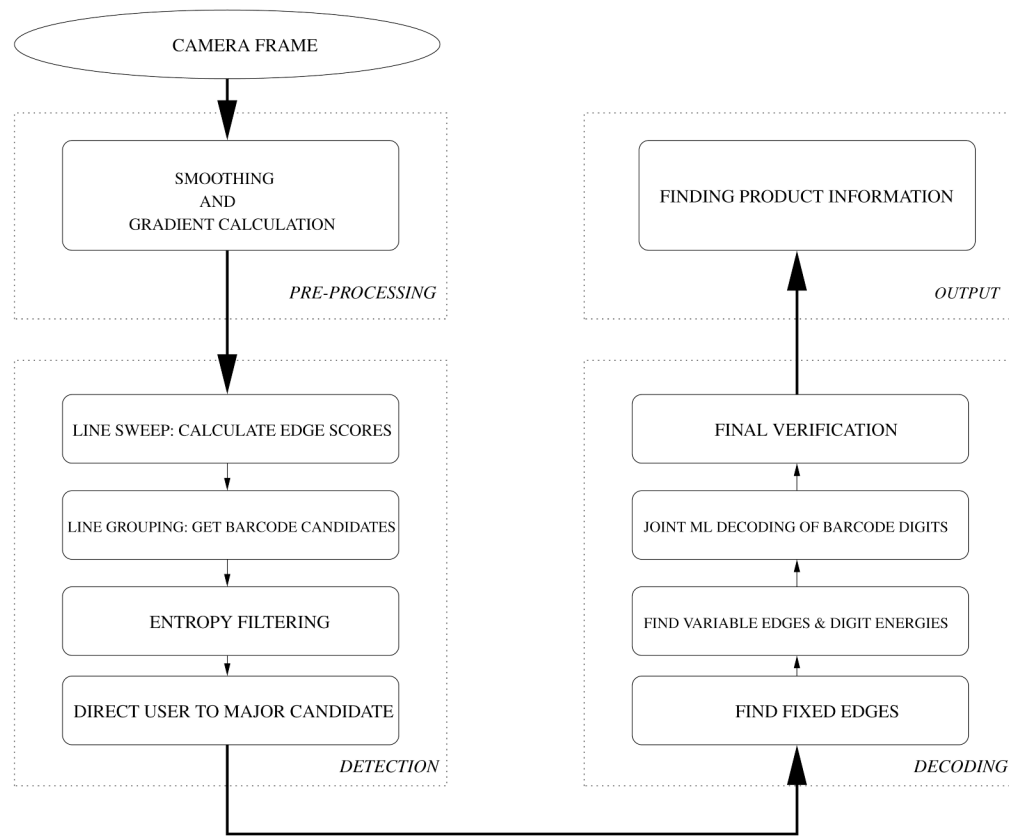 CAMERA FRAME
SMOOTHING
AND
GRADIENT CALCULATION
PRE-PROCESSING
LINE SWEEP: CALCULATE EDGE SCORES
LINE GROUPING: GET BARCODE CANDIDATES
ENTROPY FILTERING
DIRECT USER TO MAJOR CANDIDATE
DETECTION
FINDING PRODUCT INFORMATION
OUTPUT
FINAL VERIFICATION
JOINT ML DECODING OF BARCODE DIGITS
FIND VARIABLE EDGES & DIGIT ENERGIES
FIND FIXED EDGES
DECODING